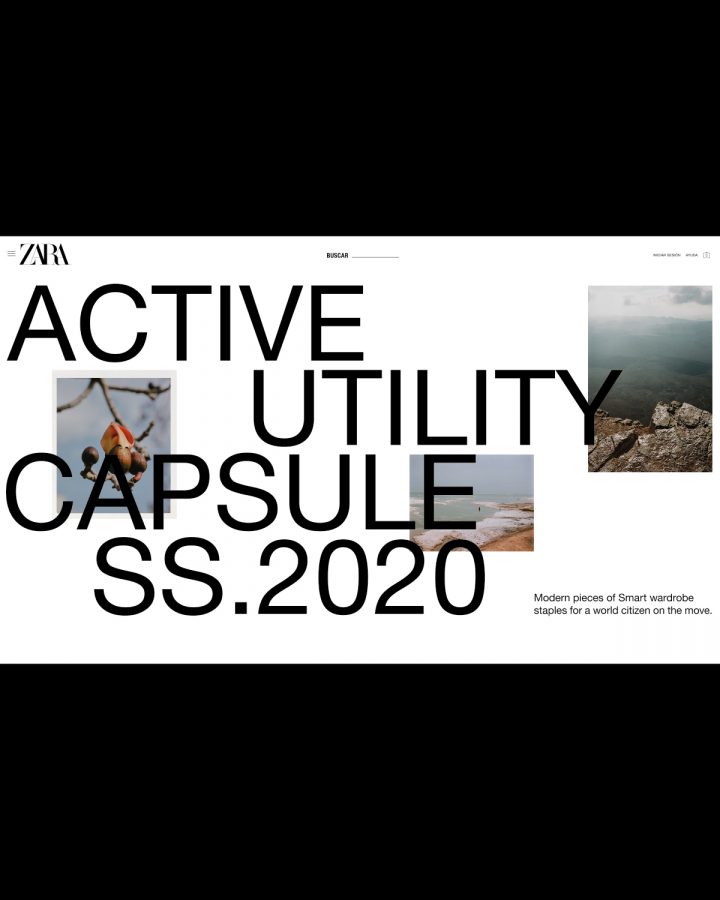 ZARA
BUSCAR
INICIAR SESIÓN AYUDA 0
ACTIVE
UTILITY
CAPSULE
SS.2020
Modern pieces of Smart wardrobe
staples for a world citizen on the move.